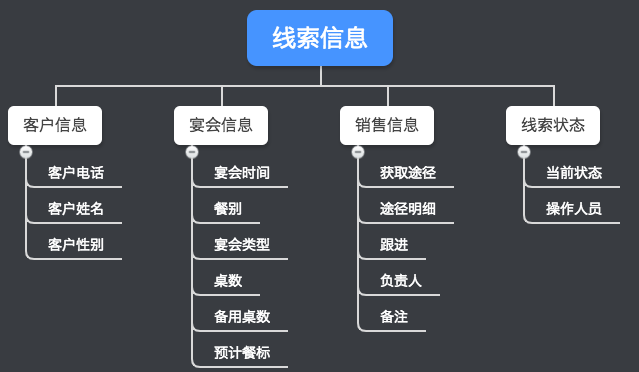 线索信息
客户信息
客户电话
客户姓名
客户性别
宴会信息
宴会时间
餐别
宴会类型
桌数
备用桌数
预计餐标
销售信息
获取途径
途径明细
跟进
负责人
备注
线索状态
当前状态
操作人员